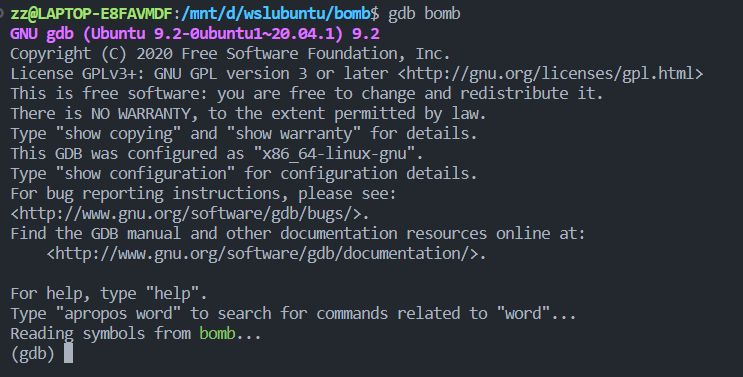 zz@LAPTOP-E8FAVMDF:/mnt/d/wslubuntu/bomb$ gdb bomb
GNU gdb (Ubuntu 9.2-0ubuntu1~20.04.1) 9.2
Copyright (C) 2020 Free Software Foundation, Inc.
License GPLv3+: GNU GPL version 3 or later <http://gnu.org/licenses/gpl.html>
This is free software: you are free to change and redistribute it.
There is NO WARRANTY, to the extent permitted by law.
Type "show copying" and "show warranty" for details.
This GDB was configured as "x86_64-linux-gnu".
Type "show configuration" for configuration details.
For bug reporting instructions, please see:
<http://www.gnu.org/software/gdb/bugs/>.
Find the GDB manual and other documentation resources online at:
    <http://www.gnu.org/software/gdb/documentation/>.

For help, type "help".
Type "apropos word" to search for commands related to "word"...
Reading symbols from bomb...
(gdb)